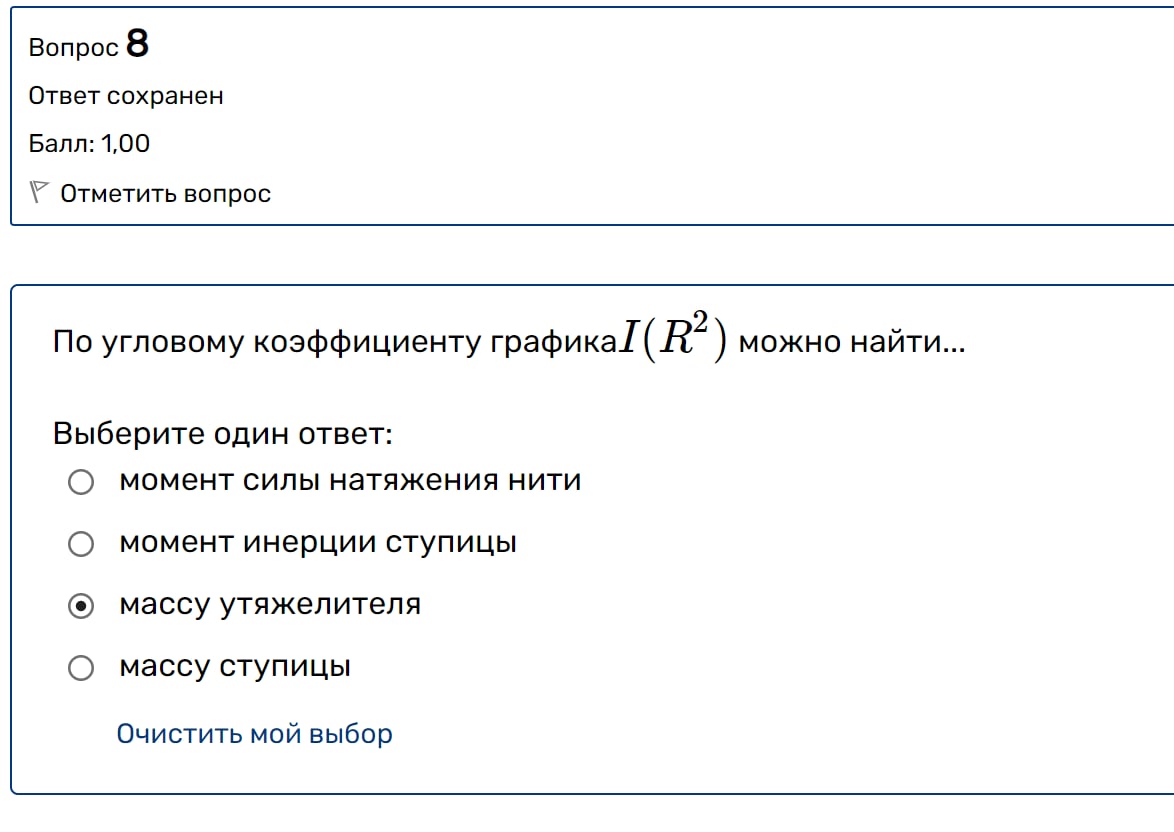 Вопрос 8
Ответ сохранен
Балл: 1,00
Отметить вопрос
По угловому коэффициенту графика I(R²) можно найти...
Выберите один ответ:
момент силы натяжения нити
момент инерции ступицы
массу утяжелителя
массу ступицы
Очистить мой выбор